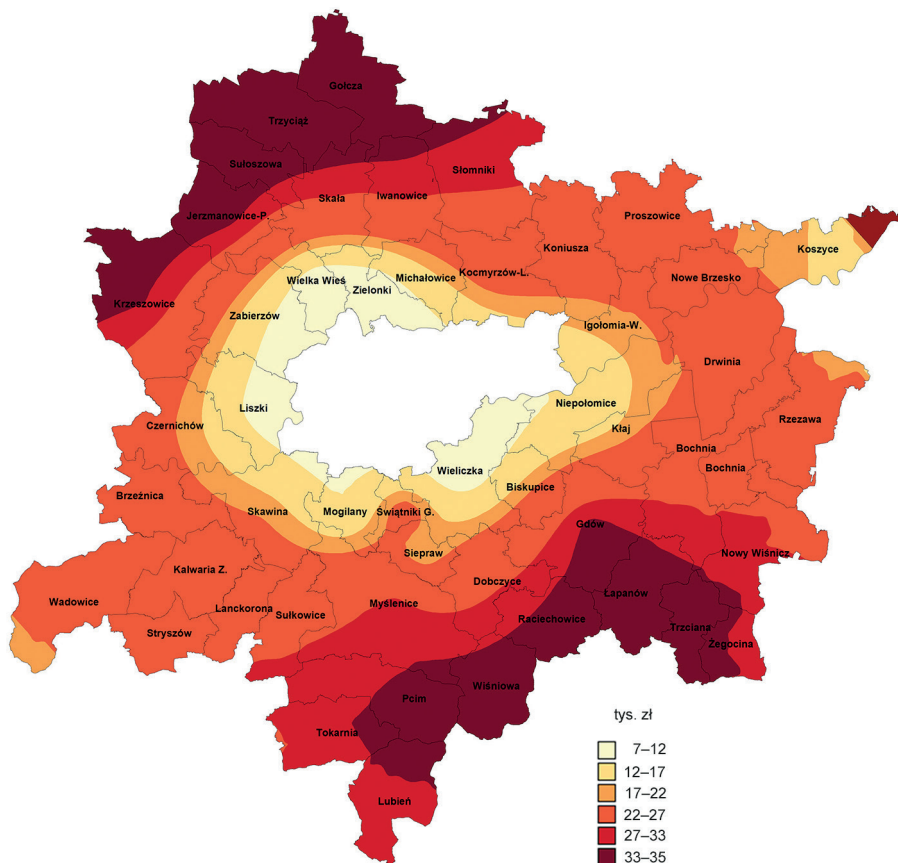 Gołcza
Trzyciąż
Sułoszowa
Słomniki
Skała
Iwanowice
Jerzmanowice-P.
Proszowice
Koniusza
Koszyce
Michałowice
Kocmyrzów-L.
Wielka Wieś
Zielonki
Nowe Brzesko
Krzeszowice
Zabierzów
Igołomia-W.
Drwinia
Niepołomice
Liszki
Rzezawa
Czernichów
Kłaj
Bochnia
Wieliczka
Bochnia
Biskupice
Brzeźnica
Skawina
Mogilany
Świątniki G.
Gdów
Siepraw
Nowy Wiśnicz
Kalwaria Z.
Dobczyce
Łapanów
Wadowice
Lanckorona
Myślenice
Sułkowice
Raciechowice
Trzciana
Stryszów
Żegocina
Wiśniowa
Pcim
Tokarnia
Lubień
tys. zł
7–12
12–17
17–22
22–27
27–33
33–35